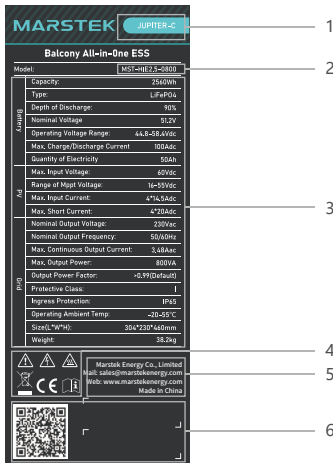 MARSTEK JUPITER-C 1
Balcony All-in-One ESS
Model: MST-HIE2,5-0800 2
Battery
Capacity: 2560Wh
Type: LiFePO4
Depth of Discharge: 90%
Nominal Voltage 51.2V
Operating Voltage Range: 44.8-58.4Vdc
Max, Charge/Discharge Current 100Adc
Quantity of Electricity 50Ah
PV
Max. Input Voltage: 60Vdc
Range of Mppt Voltage: 16-55Vdc
Max. Input Current: 4*14,5Adc
Max, Short Current: 4*20Adc
3
Grid
Nominal Output Voltage: 230Vac
Nominal Output Frequency: 50/60Hz
Max. Continuous Output Current: 3,48Aac
Max. Output Power: 800VA
Output Power Factor: >0.99(Default)
Protective Class: I
Ingress Protection: IP65
Operating Ambient Temp: -20-55°C
Size(L*W*H): 304*230*460mm
Weight: 38.2kg
4
CE
Marstek Energy Co., Limited 5
Mail: sales@marstekenergy.com
Web: www.marstekenergy.com
Made in China
6